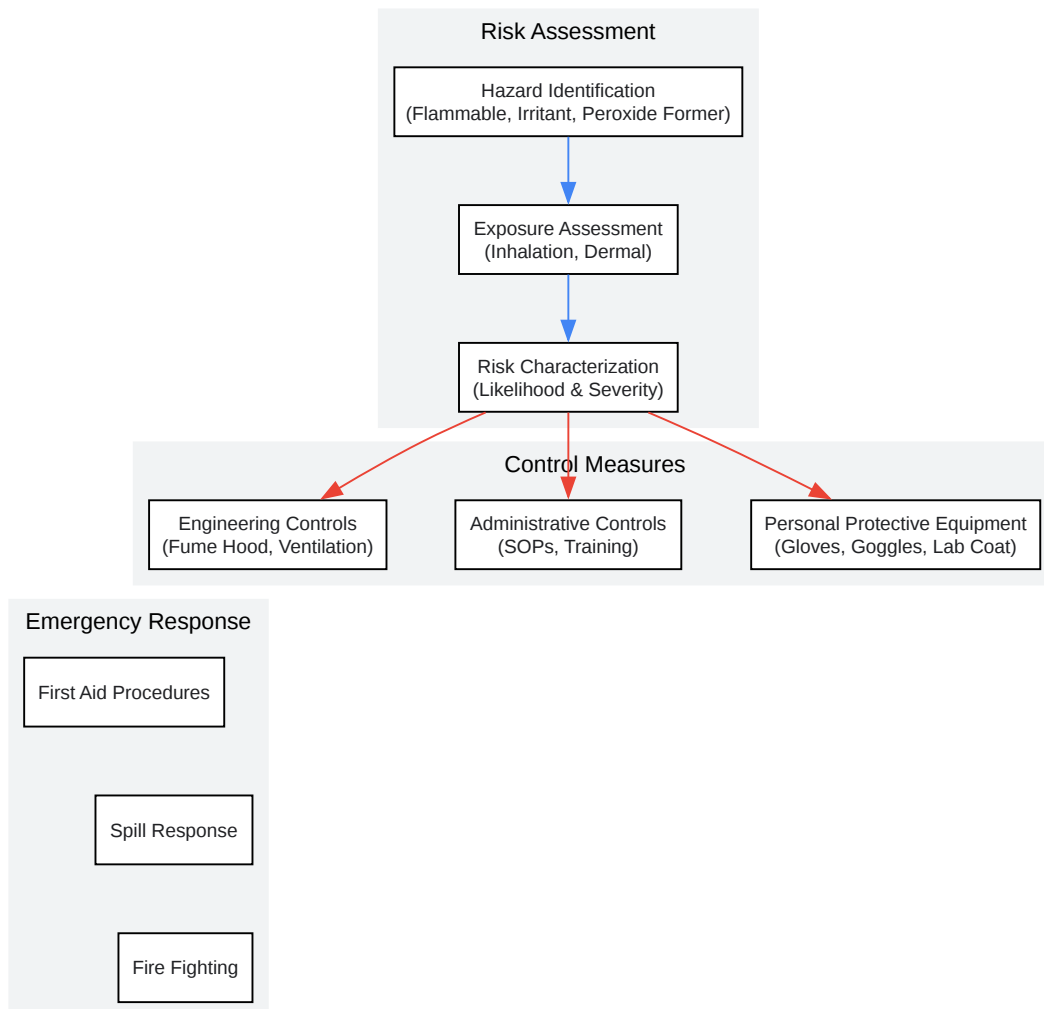 Risk Assessment
Hazard Identification
(Flammable, Irritant, Peroxide Former)
Exposure Assessment
(Inhalation, Dermal)
Risk Characterization
(Likelihood & Severity)
Control Measures
Engineering Controls
(Fume Hood, Ventilation)
Administrative Controls
(SOPs, Training)
Personal Protective Equipment
(Gloves, Goggles, Lab Coat)
Emergency Response
First Aid Procedures
Spill Response
Fire Fighting